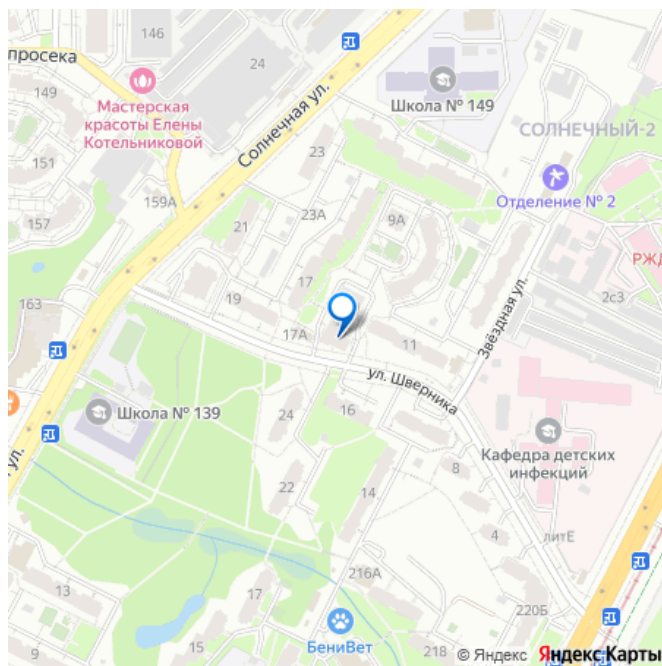 146
просека
24
149
Мастерская
красоты Елены
Котельниковой
Солнечная ул.
Школа № 149
СОЛНЕЧНЫЙ-2
151
23
159А
Отделение № 2
157
23А
9А
21
РЖД
17
2с3
163
19
17А
11
Звёздная ул.
ул. Шверника
Школа № 139
24
16
Кафедра детских
инфекций
ул.
8
22
14
4
литЕ
216А
13
17
220Б
БениВет
15
218
9
© Яндекс Яндекс Карты